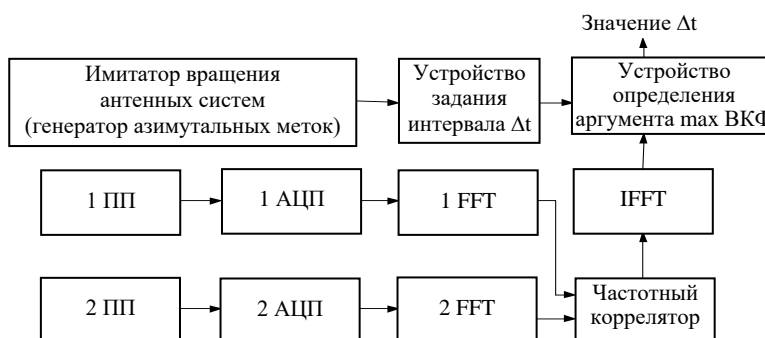 Значение Δt
Имитатор вращения
антенных систем
(генератор азимутальных меток)
Устройство
задания
интервала Δt
Устройство
определения
аргумента max ВКФ
1 ПП
1 АЦП
1 FFT
IFFT
2 ПП
2 АЦП
2 FFT
Частотный
коррелятор